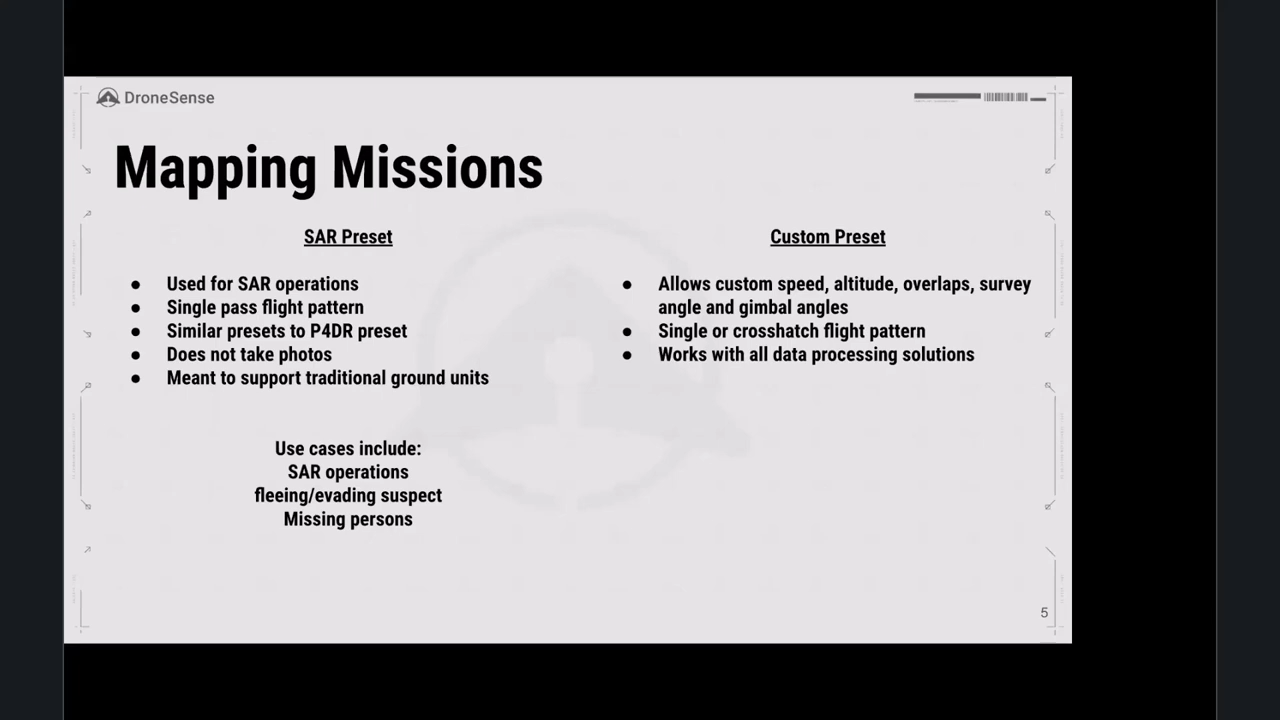 DroneSense
Mapping Missions
SAR Preset
● Used for SAR operations
● Single pass flight pattern
● Similar presets to P4DR preset
● Does not take photos
● Meant to support traditional ground units
Use cases include:
SAR operations
fleeing/evading suspect
Missing persons
Custom Preset
● Allows custom speed, altitude, overlaps, survey
angle and gimbal angles
● Single or crosshatch flight pattern
● Works with all data processing solutions
5